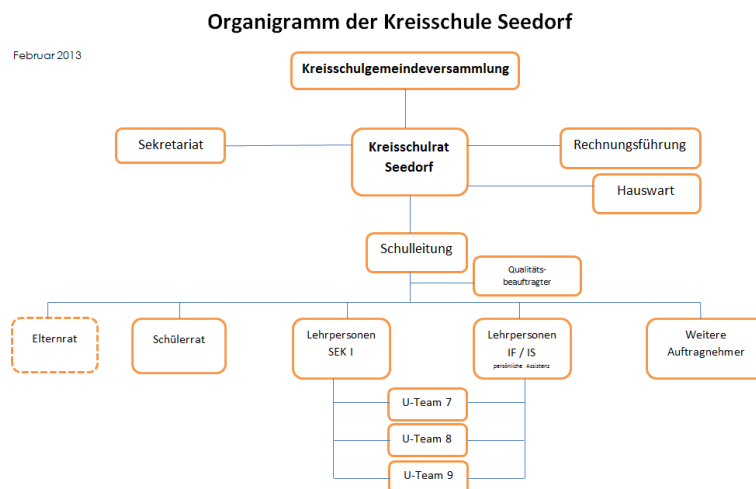 Organigramm der Kreisschule Seedorf
Februar 2013
Kreisschulgemeindeversammlung
Sekretariat
Kreisschulrat
Seedorf
Rechnungsführung
Hauswart
Schulleitung
Qualitäts-
beauftragter
Elternrat
Schülerrat
Lehrpersonen
SEK I
Lehrpersonen
IF / IS
persönliche Assistenz
Weitere
Auftragnehmer
U-Team 7
U-Team 8
U-Team 9